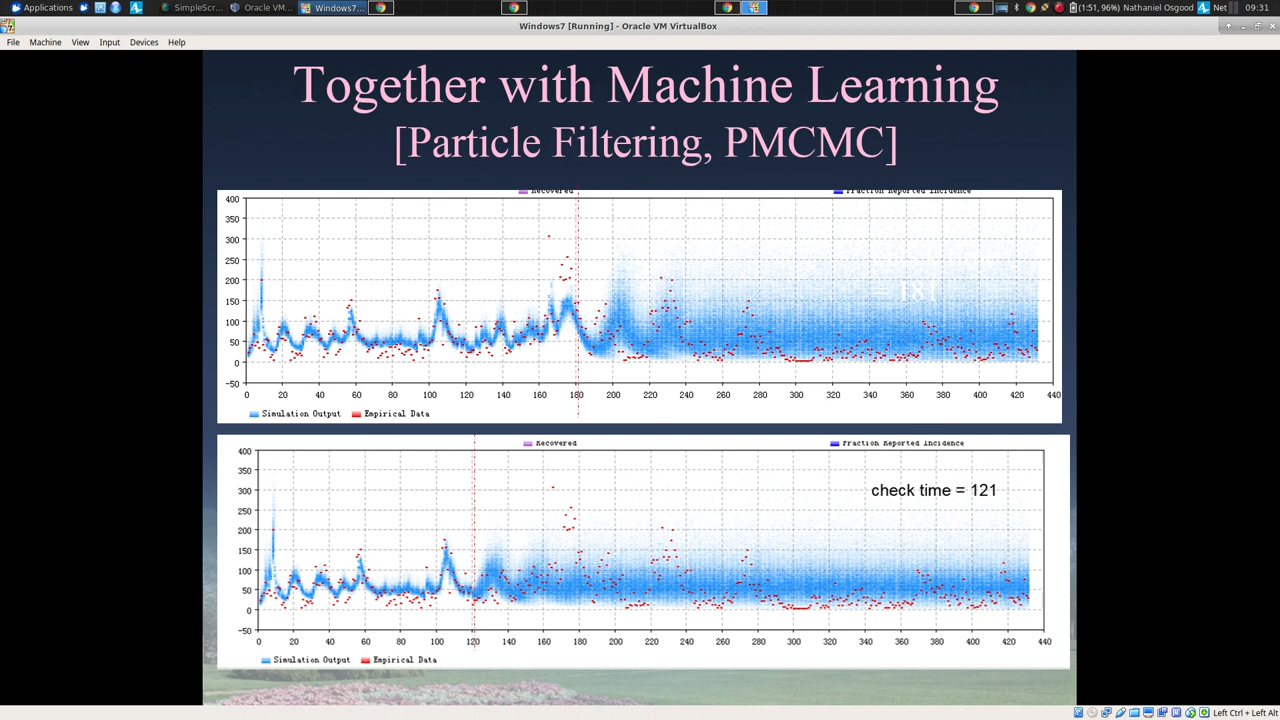 Applications SimpleScr... Oracle VM... Windows7... (1:51, 96%) Nathaniel Osgood Net 09:31
Windows7 [Running] - Oracle VM VirtualBox
File Machine View Input Devices Help
Together with Machine Learning
[Particle Filtering, PMCMC]
Recovered Fraction Reported Incidence
400
350
300
250
200
150
100
50
0
-50
= 181
0 20 40 60 80 100 120 140 160 180 200 220 240 260 280 300 320 340 360 380 400 420 440
Simulation Output Empirical Data
Recovered Fraction Reported Incidence
400
350
300
250
200
150
100
50
0
-50
check time = 121
0 20 40 60 80 100 120 140 160 180 200 220 240 260 280 300 320 340 360 380 400 420 440
Simulation Output Empirical Data
Left Ctrl + Left Alt